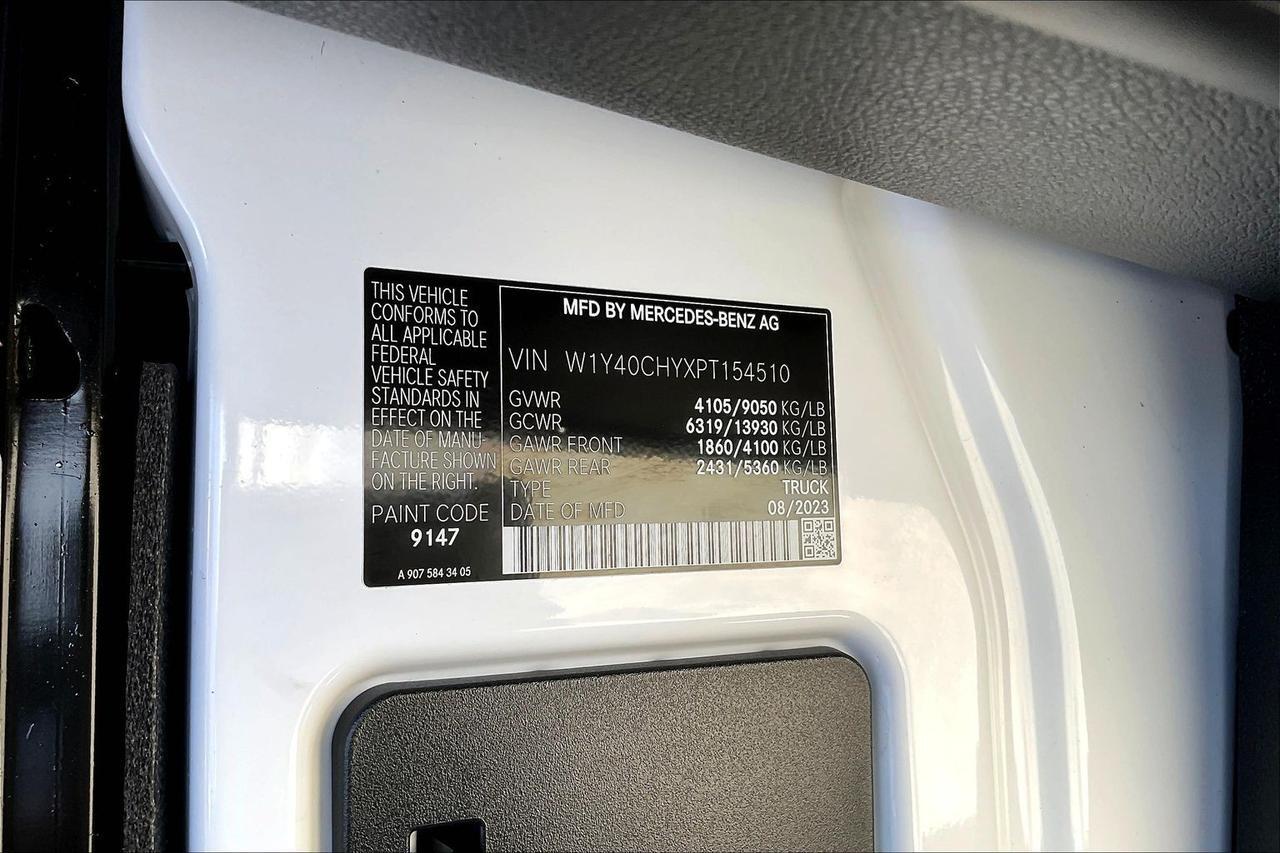 THIS VEHICLE
CONFORMS TO
ALL APPLICABLE
FEDERAL
VEHICLE SAFETY
STANDARDS IN
EFFECT ON THE
DATE OF MANU-
FACTURE SHOWN
ON THE RIGHT.
PAINT CODE
9147
A 907 584 34 05
MFD BY MERCEDES-BENZ AG
VIN W1Y40CHYXPT154510
GVWR 4105/9050 KG/LB
GCWR 6319/13930 KG/LB
GAWR FRONT 1860/4100 KG/LB
GAWR REAR 2431/5360 KG/LB
TYPE TRUCK
DATE OF MFD 08/2023